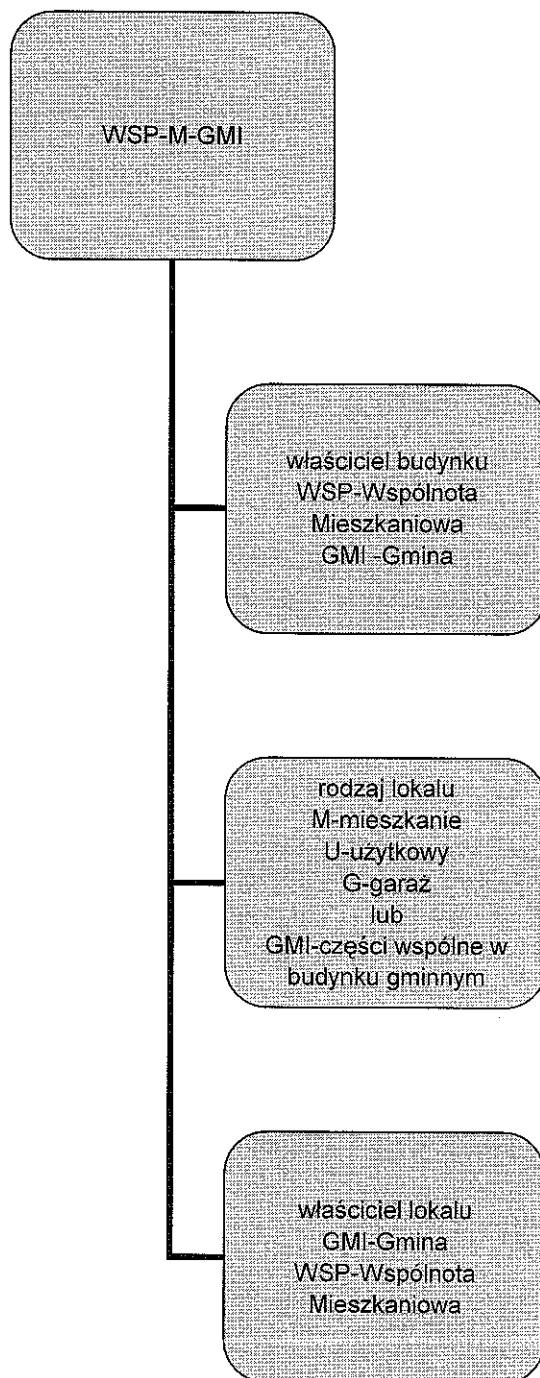 WSP-M-GMI
właściciel budynku
WSP-Wspólnota
Mieszkaniowa
GMI -Gmina
rodzaj lokalu
M-mieszkanie
U-użytkowy
G-garaż
lub
GMI-części wspólne w
budynku gminnym
właściciel lokalu
GMI-Gmina
WSP-Wspólnota
Mieszkaniowa